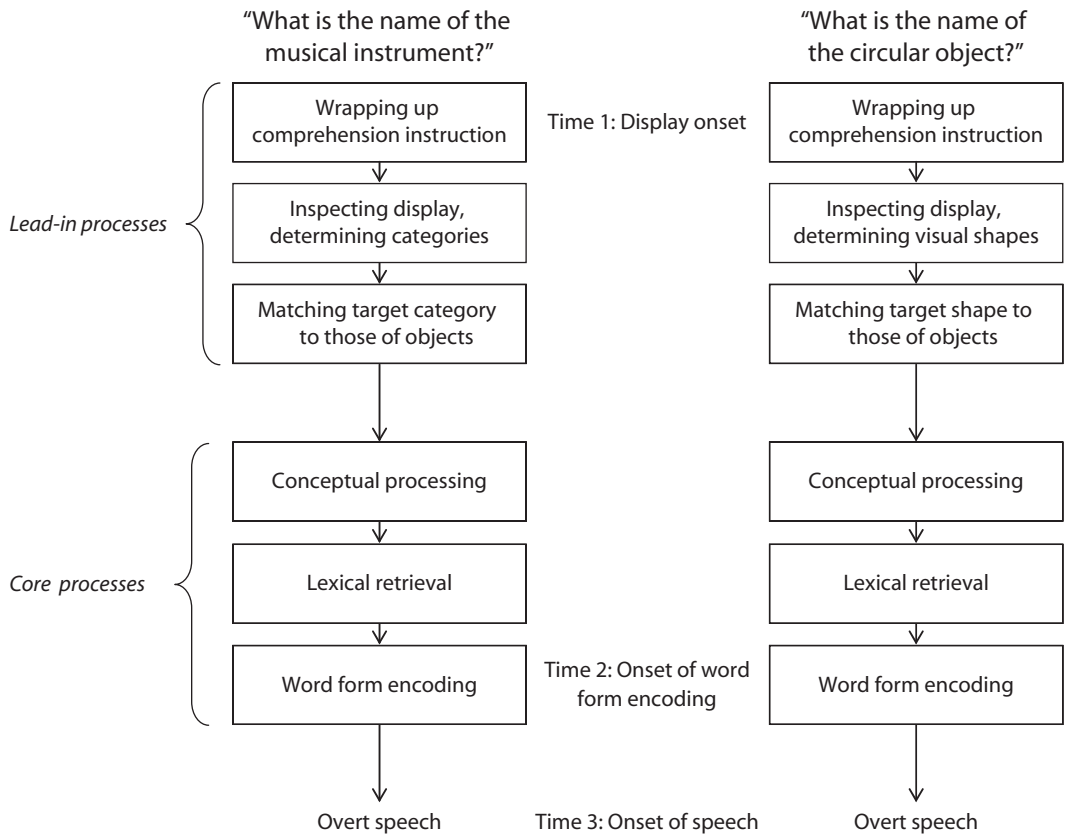 “What is the name of the
musical instrument?”
“What is the name of
the circular object?”
Wrapping up
comprehension instruction
Time 1: Display onset
Wrapping up
comprehension instruction
Lead-in processes
Inspecting display,
determining categories
Inspecting display,
determining visual shapes
Matching target category
to those of objects
Matching target shape to
those of objects
Conceptual processing
Conceptual processing
Core processes
Lexical retrieval
Lexical retrieval
Word form encoding
Time 2: Onset of word
form encoding
Word form encoding
Overt speech
Time 3: Onset of speech
Overt speech